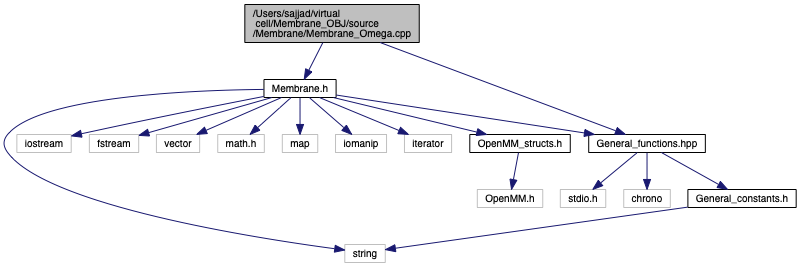 /Users/sajjad/virtual
cell/Membrane_OBJ/source
/Membrane/Membrane_Omega.cpp
Membrane.h
iostream
fstream
vector
math.h
map
iomanip
iterator
OpenMM_structs.h
General_functions.hpp
OpenMM.h
stdio.h
chrono
General_constants.h
string